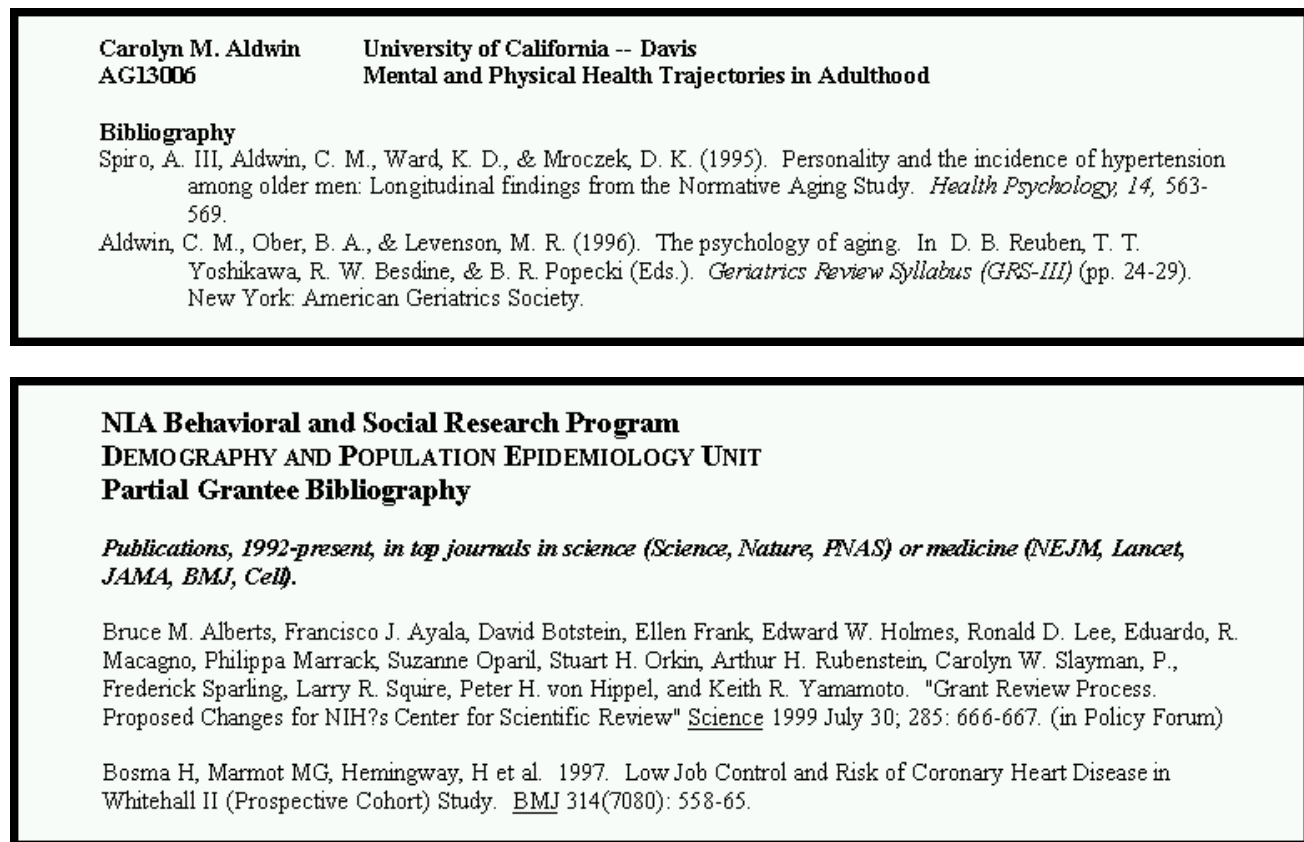 Carolyn M. Aldwin University of California -- Davis
AG13006 Mental and Physical Health Trajectories in Adulthood
Bibliography
Spiro, A. III, Aldwin, C. M., Ward, K. D., & Mroczek, D. K. (1995). Personality and the incidence of hypertension
among older men: Longitudinal findings from the Normative Aging Study. Health Psychology, 14, 563-
569.
Aldwin, C. M., Ober, B. A., & Levenson, M. R. (1996). The psychology of aging. In D. B. Reuben, T. T.
Yoshikawa, R. W. Besdine, & B. R. Popecki (Eds.). Geriatrics Review Syllabus (GRS-III) (pp. 24-29).
New York: American Geriatrics Society.
NIA Behavioral and Social Research Program
DEMOGRAPHY AND POPULATION EPIDEMIOLOGY UNIT
Partial Grantee Bibliography
Publications, 1992-present, in top journals in science (Science, Nature, PNAS) or medicine (NEJM, Lancet,
JAMA, BMJ, Cell).
Bruce M. Alberts, Francisco J. Ayala, David Botstein, Ellen Frank, Edward W. Holmes, Ronald D. Lee, Eduardo, R.
Macagno, Philippa Marrack, Suzanne Oparil, Stuart H. Orkin, Arthur H. Rubenstein, Carolyn W. Slayman, P.,
Frederick Sparling, Larry R. Squire, Peter H. von Hippel, and Keith R. Yamamoto. "Grant Review Process.
Proposed Changes for NIH?s Center for Scientific Review" Science 1999 July 30; 285: 666-667. (in Policy Forum)
Bosma H, Marmot MG, Hemingway, H et al. 1997. Low Job Control and Risk of Coronary Heart Disease in
Whitehall II (Prospective Cohort) Study. BMJ 314(7080): 558-65.